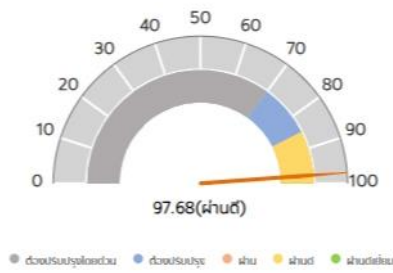 50
40
60
30
70
20
80
10
90
0
100
97.68(ผ่านดี)
ต้องปรับปรุงโดยด่วน
ต้องปรับปรุง
ผ่าน
ผ่านดี
ผ่านดีเยี่ยม